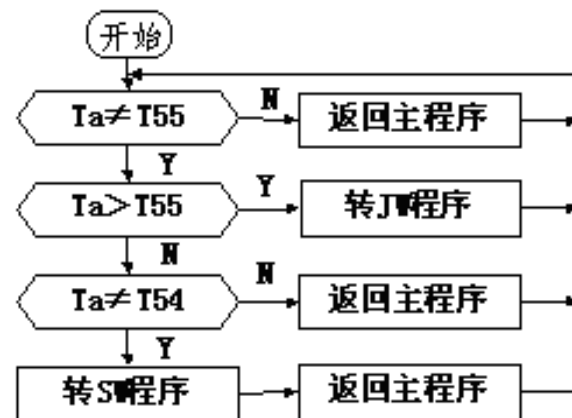 开始
Ta≠T55 N 返回主程序
Y
Ta>T55 Y 转JW程序
N
Ta≠T54 N 返回主程序
Y
转SW程序 返回主程序